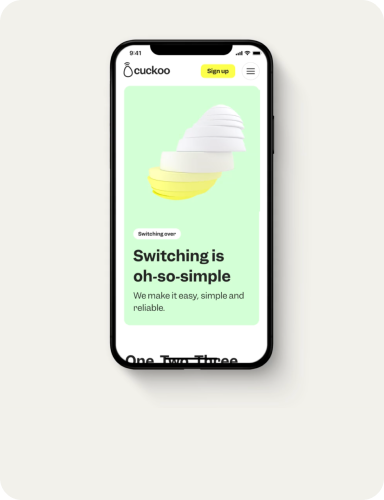 9:41
cuckoo
Sign up
Switching over
Switching is
oh-so-simple
We make it easy, simple and
reliable.
One Two Three